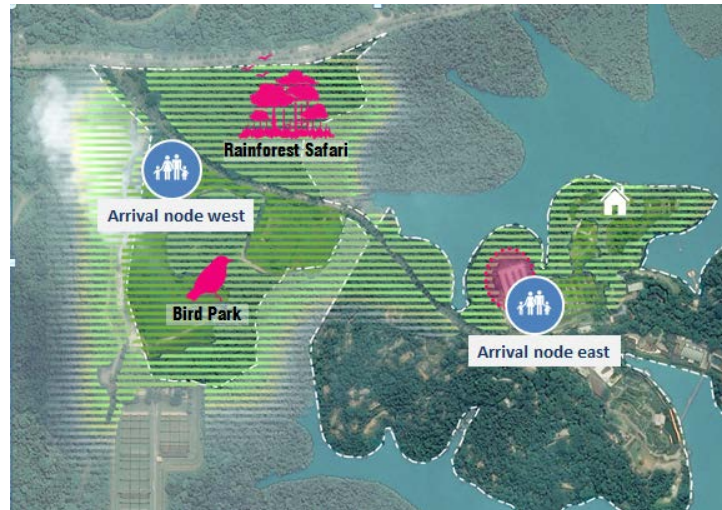 Rainforest Safari
Arrival node west
Bird Park
Arrival node east